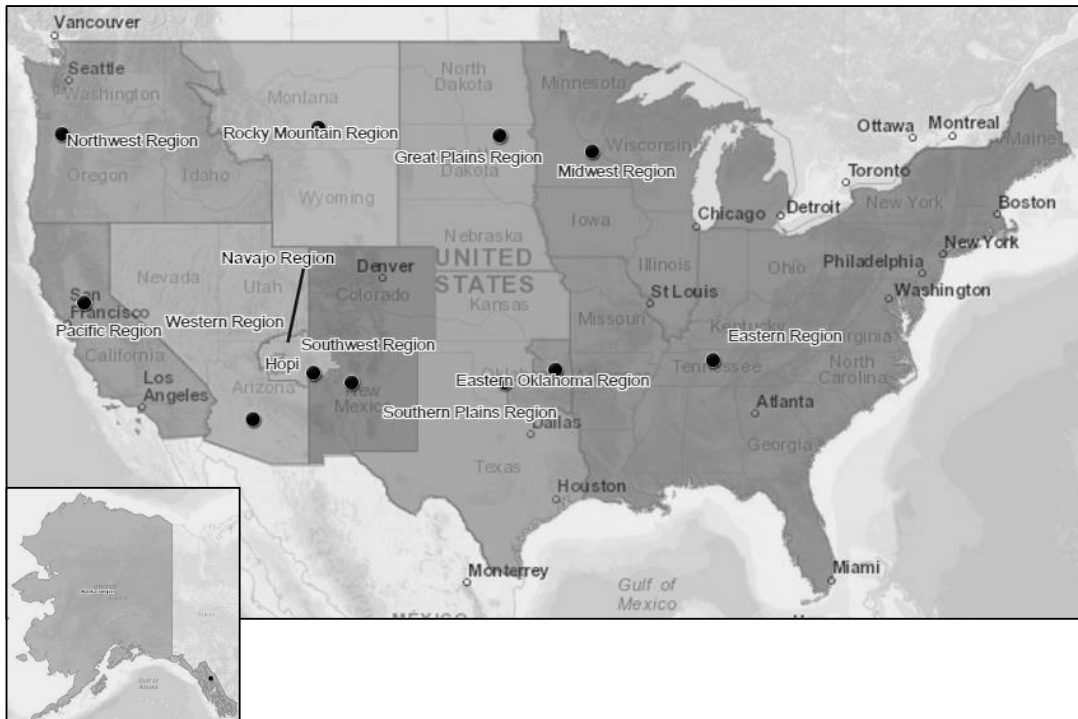 Vancouver
Seattle
Washington
North
Dakota
Minnesota
Montana
Northwest Region
Rocky Mountain Region
Great Plains Region
Dakota
Wisconsin
Midwest Region
Ottawa
Montreal
Maine
Toronto
Oregon
Idaho
Wyoming
Iowa
Chicago
Detroit
New York
Boston
Nebraska
New York
Navajo Region
Denver
UNITED
STATES
Nevada
Utah
Colorado
Kansas
Illinois
Ohio
Philadelphia
Washington
San
Francisco
Pacific Region
Western Region
St Louis
Missouri
Kentucky
Virginia
Eastern Region
California
Hopi
Southwest Region
Tennessee
North
Carolina
Los
Angeles
Arizona
New
Mexico
Eastern Oklahoma Region
Southern Plains Region
Dallas
Atlanta
Georgia
Texas
Houston
Monterrey
Gulf of
Mexico
Miami
MÉXICO
Gulf of
Alaska